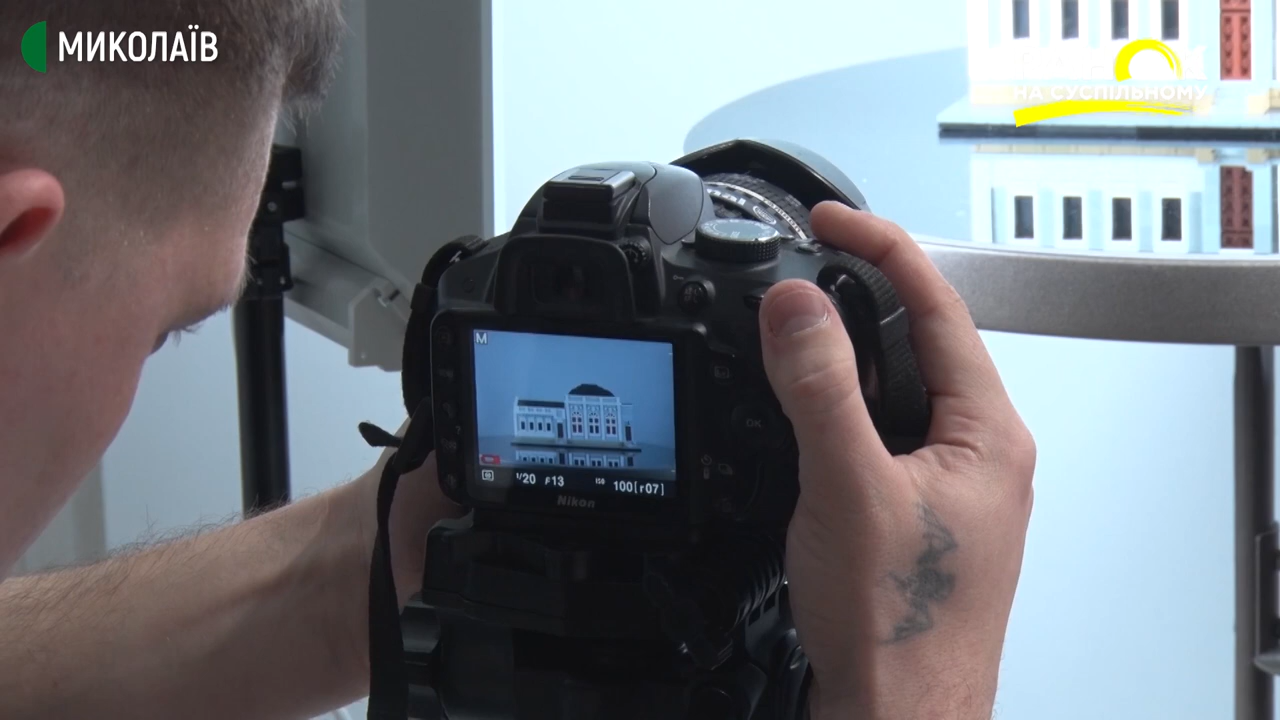 МИКОЛАЇВ
НА СУСПІЛЬНОМУ
M
1/20 F13 ISO 100[r07]
Nikon
OK